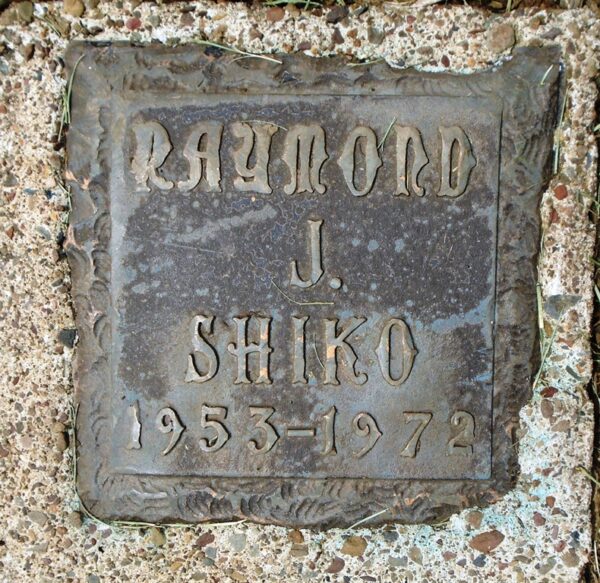 RAYMOND
J.
SHIKO
1953-1972